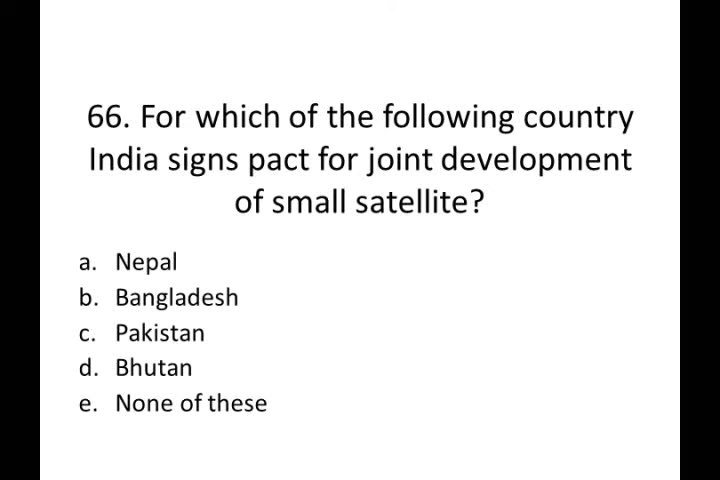 66. For which of the following country
India signs pact for joint development
of small satellite?
a. Nepal
b. Bangladesh
c. Pakistan
d. Bhutan
e. None of these